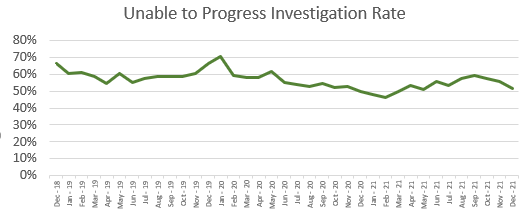 Unable to Progress Investigation Rate
80%
70%
60%
50%
40%
30%
20%
10%
0%
Dec - 18
Jan - 19
Feb - 19
Mar - 19
Apr - 19
May - 19
Jun - 19
Jul - 19
Aug - 19
Sep - 19
Oct - 19
Nov - 19
Dec - 19
Jan - 20
Feb - 20
Mar - 20
Apr - 20
May - 20
Jun - 20
Jul - 20
Aug - 20
Sep - 20
Oct - 20
Nov - 20
Dec - 20
Jan - 21
Feb - 21
Mar - 21
Apr - 21
May - 21
Jun - 21
Jul - 21
Aug - 21
Sep - 21
Oct - 21
Nov - 21
Dec - 21